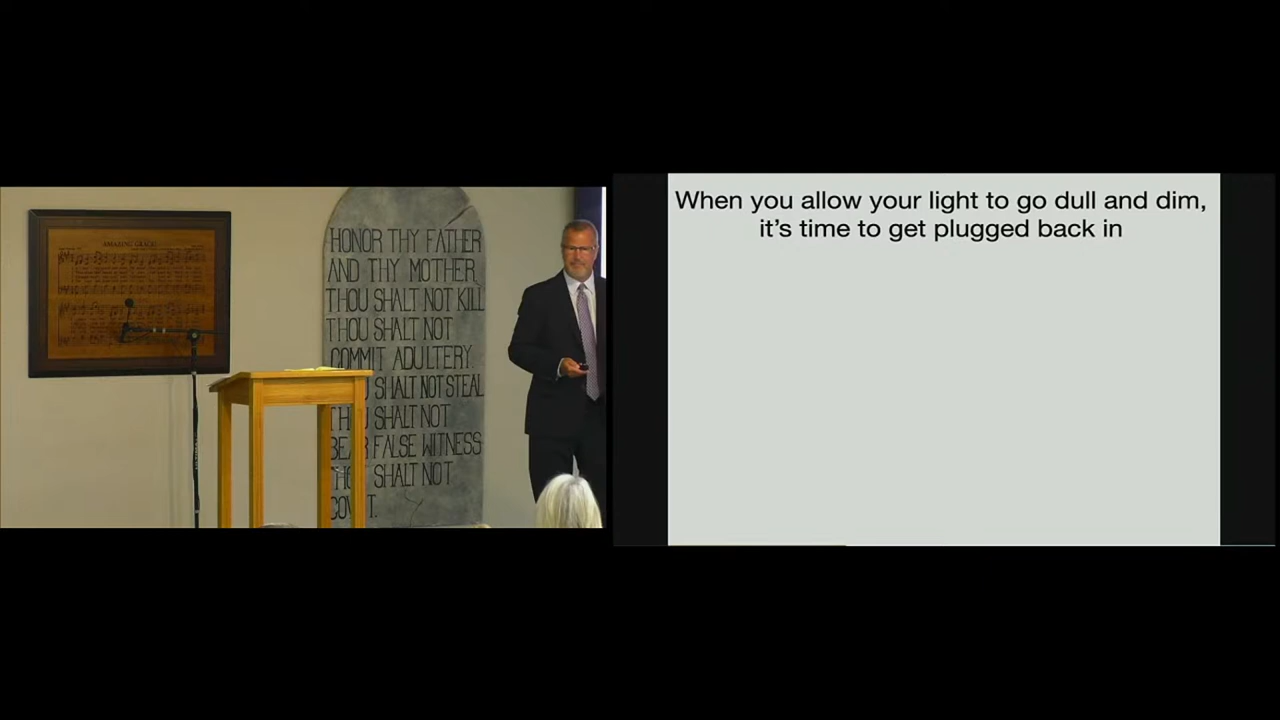 AMAZING GRACE
HONOR THY FATHER
AND THY MOTHER
THOU SHALT NOT KILL
THOU SHALT NOT
COMMIT ADULTERY.
SHALT NOT STEAL
SHALT NOT
FALSE WITNESS
SHALT NOT
When you allow your light to go dull and dim,
it’s time to get plugged back in